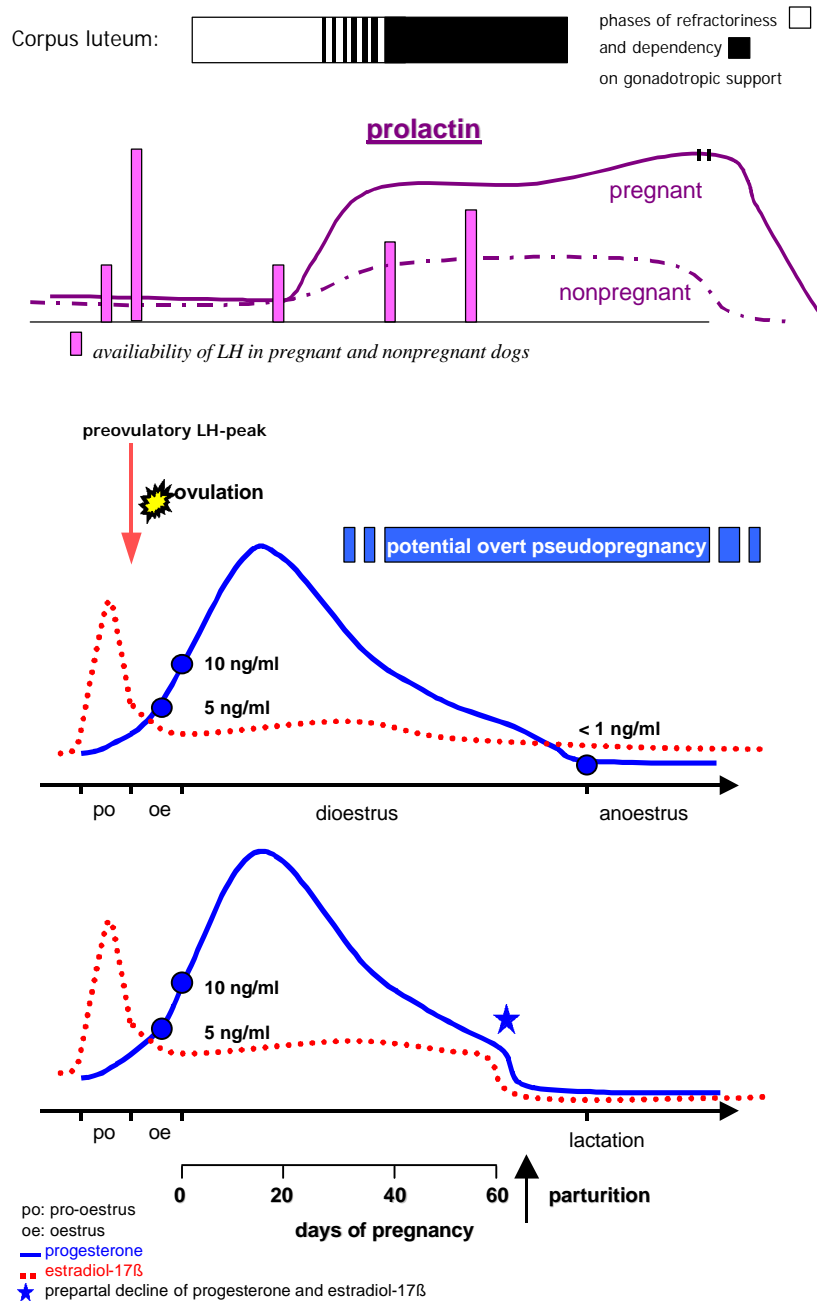 Corpus luteum:
phases of refractoriness
and dependency
on gonadotropic support
prolactin
pregnant
nonpregnant
availiability of LH in pregnant and nonpregnant dogs
preovulatory LH-peak
ovulation
potential overt pseudopregnancy
10 ng/ml
5 ng/ml
< 1 ng/ml
po oe dioestrus anoestrus
10 ng/ml
5 ng/ml
po oe lactation
0 20 40 60 parturition
days of pregnancy
po: pro-oestrus
oe: oestrus
progesterone
estradiol-17ß
prepartal decline of progesterone and estradiol-17ß